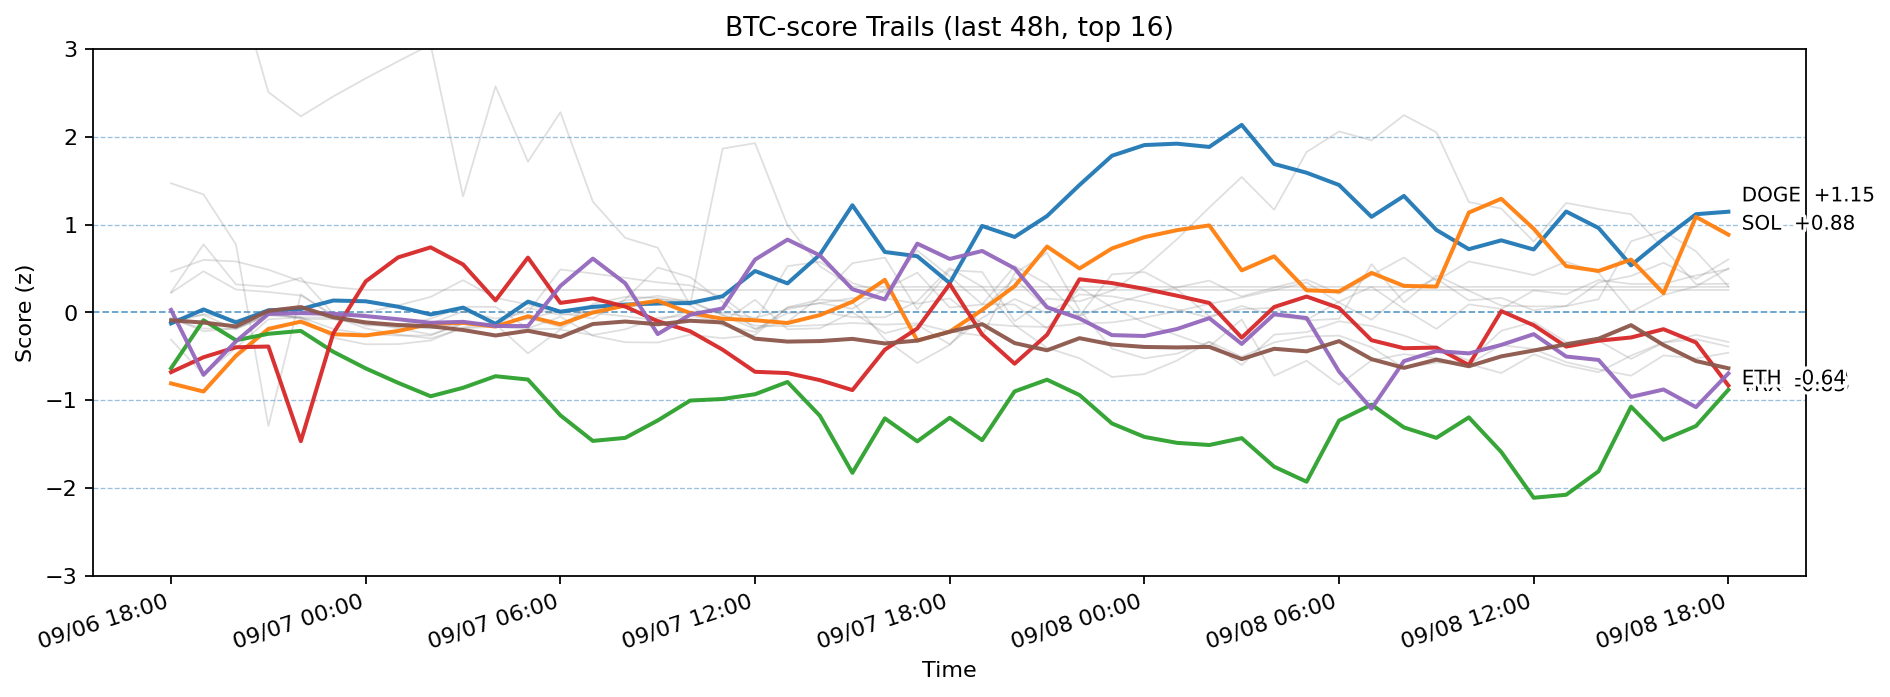 BTC-score Trails (last 48h, top 16)
Score (z)
3
2
1
0
−1
−2
−3
DOGE +1.15
SOL +0.88
ETH -0.64
09/06 18:00
09/07 00:00
09/07 06:00
09/07 12:00
09/07 18:00
09/08 00:00
09/08 06:00
09/08 12:00
09/08 18:00
Time